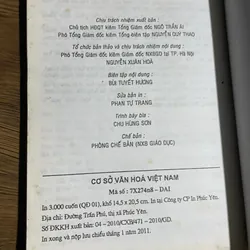 Chịu trách nhiệm xuất bản :
Chủ tịch HĐQT kiêm Tổng Giám đốc NGÔ TRẦN ÁI
Phó Tổng Giám đốc kiêm Tổng biên tập NGUYỄN QUÝ THAO
Tổ chức bản thảo và chịu trách nhiệm nội dung :
Phó Tổng Giám đốc kiêm Giám đốc NXBGD tại TP. Hà Nội
NGUYỄN XUÂN HOÀ
Biên tập nội dung :
BÙI TUYẾT HƯƠNG
Sửa bản in :
PHAN TỰ TRANG
Trình bày bìa :
CHU HÙNG SƠN
Chế bản :
PHÒNG CHẾ BẢN (NXB GIÁO DỤC)
CƠ SỞ VĂN HOÁ VIỆT NAM
Mã số : 7X274n8 – DAI
In 3.000 cuốn (QĐ 01), khổ 14,5 x 20,5 cm. In tại Công ty CP In Phúc Yên.
Địa chỉ: Đường Trần Phú, thị xã Phúc Yên.
Số ĐKKH xuất bản: 04 – 2010/CXB/471 – 2010/GD.
In xong và nộp lưu chiểu tháng 1 năm 2011.